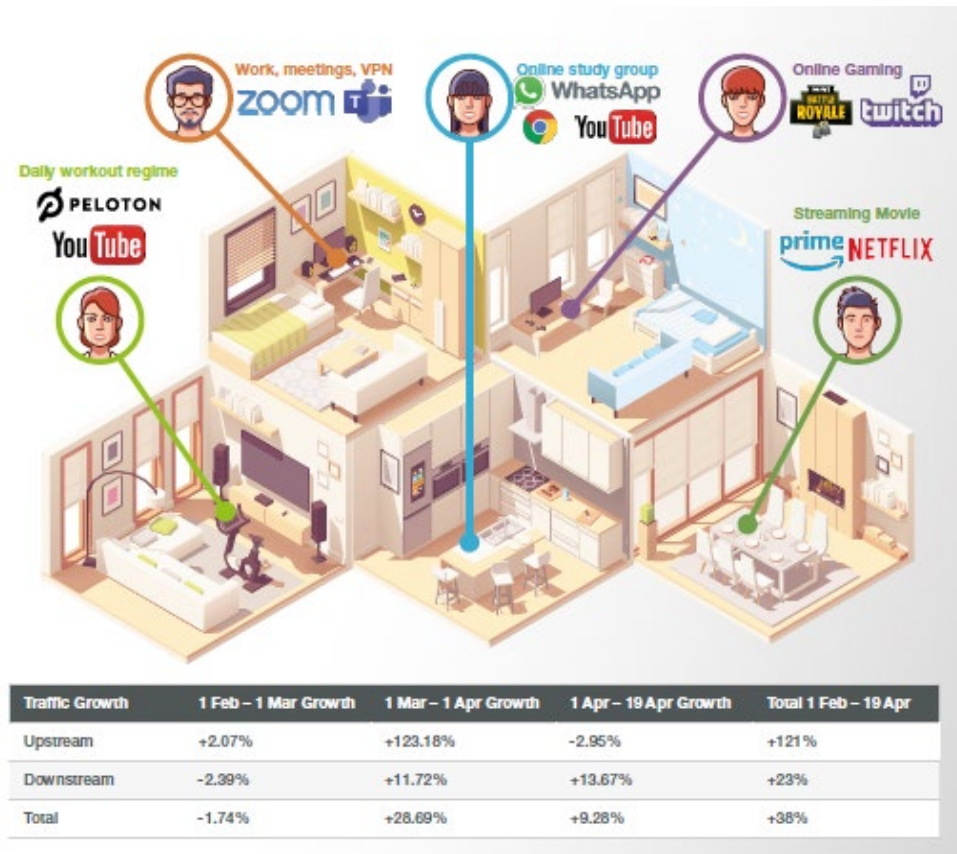 Work, meetings, VPN
zoom T
Online study group
WhatsApp
YouTube
Online Gaming
BATTLE
ROYALE
twitch
Daily workout regime
PELOTON
YouTube
Streaming Movie
prime NETFLIX
Traffic Growth 1 Feb – 1 Mar Growth 1 Mar – 1 Apr Growth 1 Apr – 19 Apr Growth Total 1 Feb – 19 Apr
Upstream +2.07% +123.18% -2.95% +121%
Downstream -2.39% +11.72% +13.67% +23%
Total -1.74% +28.69% +9.28% +38%